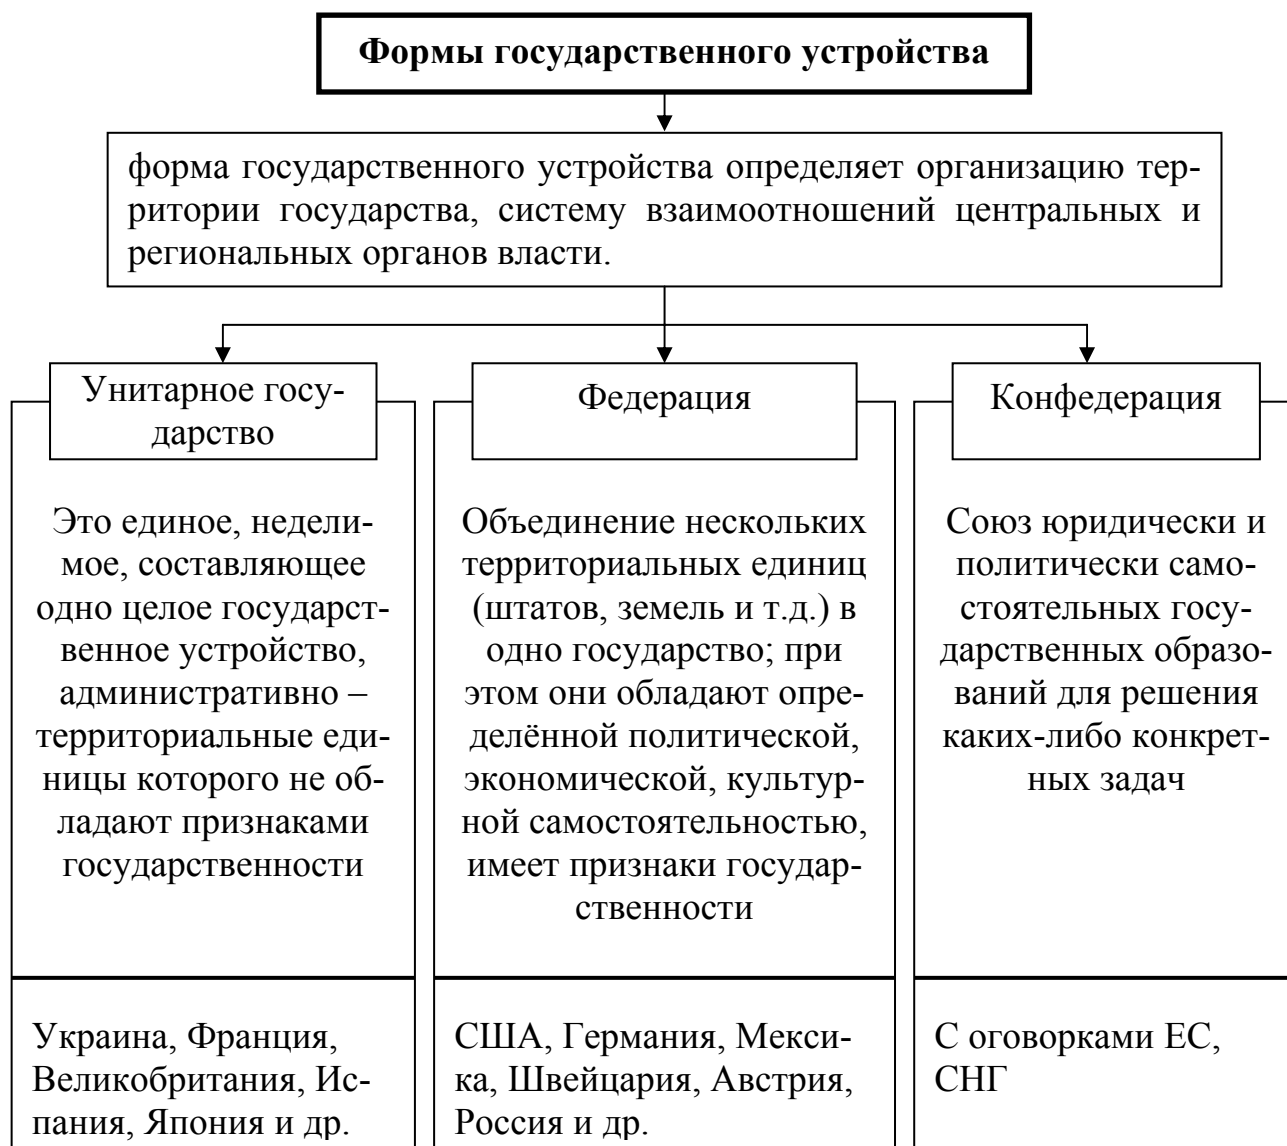 Формы государственного устройства
форма государственного устройства определяет организацию тер-
ритории государства, систему взаимоотношений центральных и
региональных органов власти.
Унитарное госу-
дарство
Это единое, недели-
мое, составляющее
одно целое государст-
венное устройство,
административно –
территориальные еди-
ницы которого не об-
ладают признаками
государственности
Украина, Франция,
Великобритания, Ис-
пания, Япония и др.
Федерация
Объединение нескольких
территориальных единиц
(штатов, земель и т.д.) в
одно государство; при
этом они обладают опре-
делённой политической,
экономической, культур-
ной самостоятельностью,
имеет признаки государ-
ственности
США, Германия, Мекси-
ка, Швейцария, Австрия,
Россия и др.
Конфедерация
Союз юридически и
политически само-
стоятельных госу-
дарственных образо-
ваний для решения
каких-либо конкрет-
ных задач
С оговорками ЕС,
СНГ